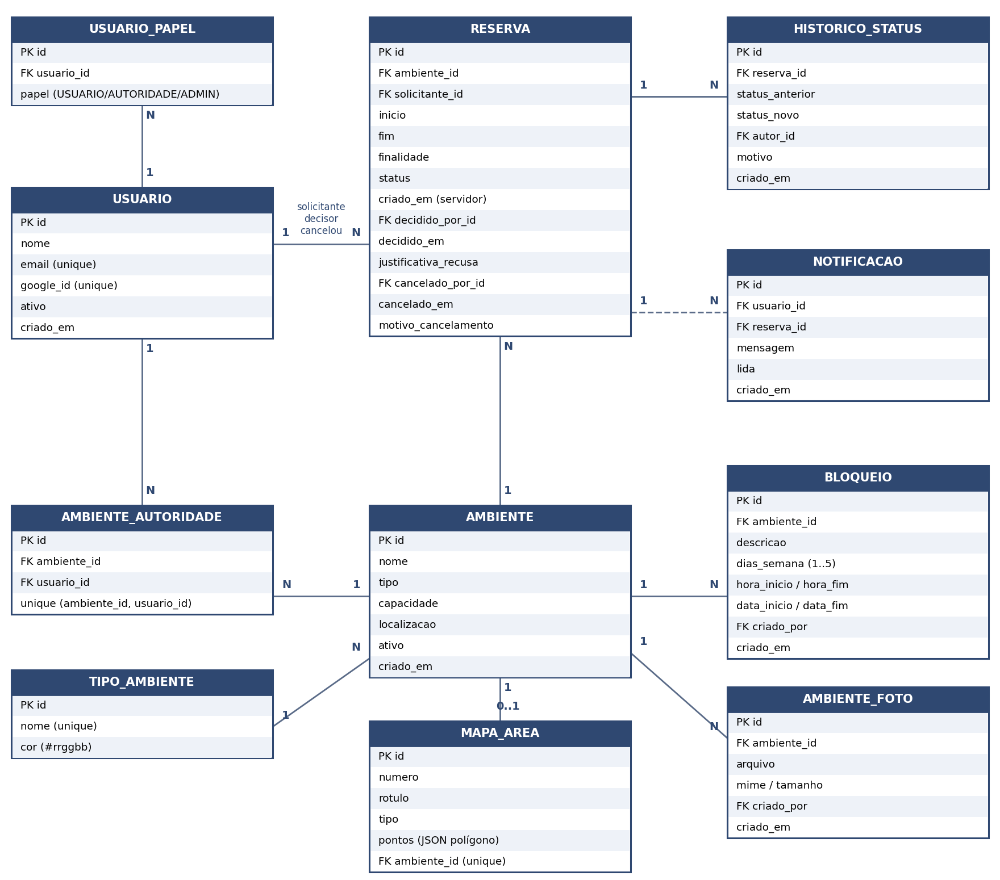 USUARIO_PAPEL
PK id
FK usuario_id
papel (USUARIO/AUTORIDADE/ADMIN)
N
1
USUARIO
PK id
nome
email (unique)
google_id (unique)
ativo
criado_em
1
N
solicitante
decisor
cancelou
1
N
RESERVA
PK id
FK ambiente_id
FK solicitante_id
inicio
fim
finalidade
status
criado_em (servidor)
FK decidido_por_id
decidido_em
justificativa_recusa
FK cancelado_por_id
cancelado_em
motivo_cancelamento
N
1
1
N
HISTORICO_STATUS
PK id
FK reserva_id
status_anterior
status_novo
FK autor_id
motivo
criado_em
1
N
NOTIFICACAO
PK id
FK usuario_id
FK reserva_id
mensagem
lida
criado_em
AMBIENTE_AUTORIDADE
PK id
FK ambiente_id
FK usuario_id
unique (ambiente_id, usuario_id)
N
1
AMBIENTE
PK id
nome
tipo
capacidade
localizacao
ativo
criado_em
1
N
BLOQUEIO
PK id
FK ambiente_id
descricao
dias_semana (1..5)
hora_inicio / hora_fim
data_inicio / data_fim
FK criado_por
criado_em
N
1
TIPO_AMBIENTE
PK id
nome (unique)
cor (#rrggbb)
1
0..1
MAPA_AREA
PK id
numero
rotulo
tipo
pontos (JSON polígono)
FK ambiente_id (unique)
1
N
AMBIENTE_FOTO
PK id
FK ambiente_id
arquivo
mime / tamanho
FK criado_por
criado_em